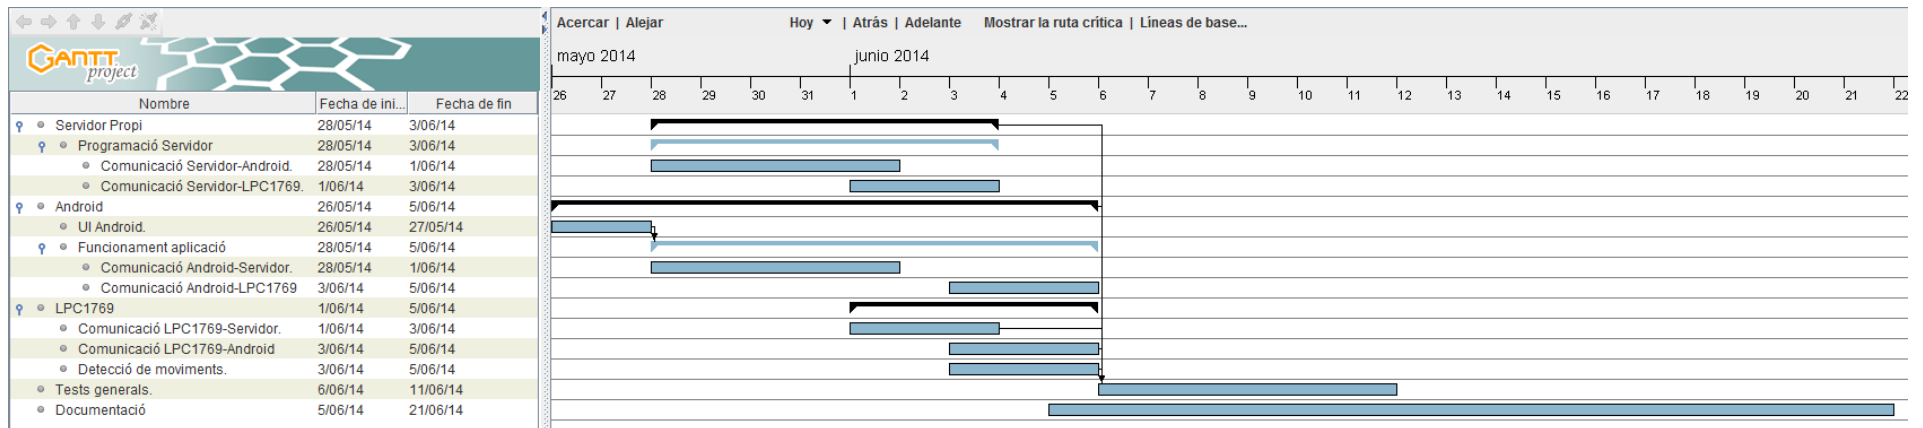 Acercar | Alejar Hoy | Atrás | Adelante Mostrar la ruta crítica | Líneas de base...
GANTT project
mayo 2014 junio 2014
26 27 28 29 30 31 1 2 3 4 5 6 7 8 9 10 11 12 13 14 15 16 17 18 19 20 21 22
Nombre Fecha de ini... Fecha de fin
Servidor Propi 28/05/14 3/06/14
Programació Servidor 28/05/14 3/06/14
Comunicació Servidor-Android. 28/05/14 1/06/14
Comunicació Servidor-LPC1769. 1/06/14 3/06/14
Android 26/05/14 5/06/14
UI Android. 26/05/14 27/05/14
Funcionament aplicació 28/05/14 5/06/14
Comunicació Android-Servidor. 28/05/14 1/06/14
Comunicació Android-LPC1769 3/06/14 5/06/14
LPC1769 1/06/14 5/06/14
Comunicació LPC1769-Servidor. 1/06/14 3/06/14
Comunicació LPC1769-Android 3/06/14 5/06/14
Detecció de moviments. 3/06/14 5/06/14
Tests generals. 6/06/14 11/06/14
Documentació 5/06/14 21/06/14